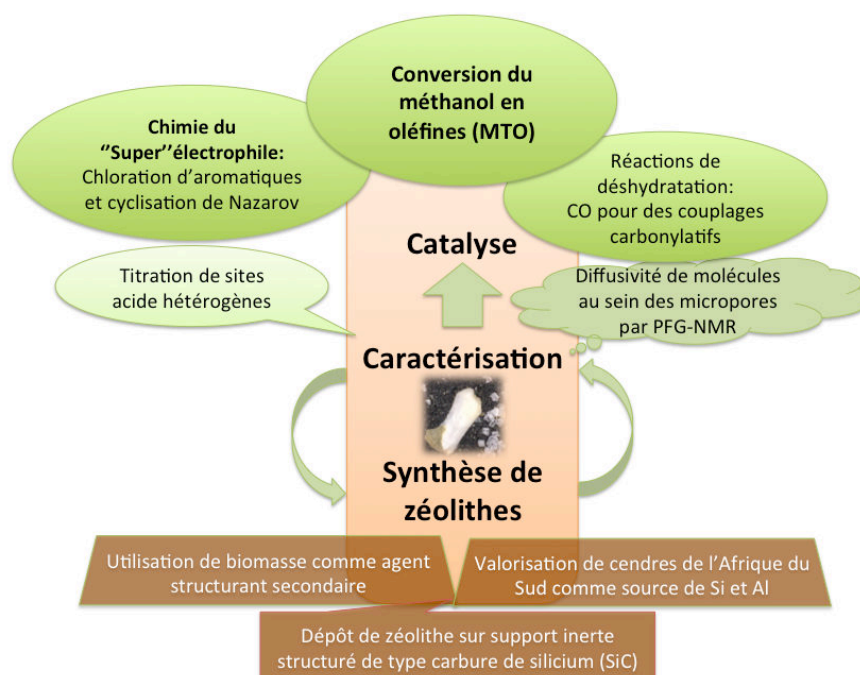 Conversion du
méthanol en
oléfines (MTO)
Chimie du
‘‘Super’’électrophile:
Chloration d’aromatiques
et cyclisation de Nazarov
Réactions de
déshydratation:
CO pour des couplages
carbonylatifs
Catalyse
Titration de sites
acide hétérogènes
Diffusivité de molécules
au sein des micropores
par PFG-NMR
Caractérisation
Synthèse de
zéolithes
Utilisation de biomasse comme agent
structurant secondaire
Valorisation de cendres de l’Afrique du
Sud comme source de Si et Al
Dépôt de zéolithe sur support inerte
structuré de type carbure de silicium (SiC)